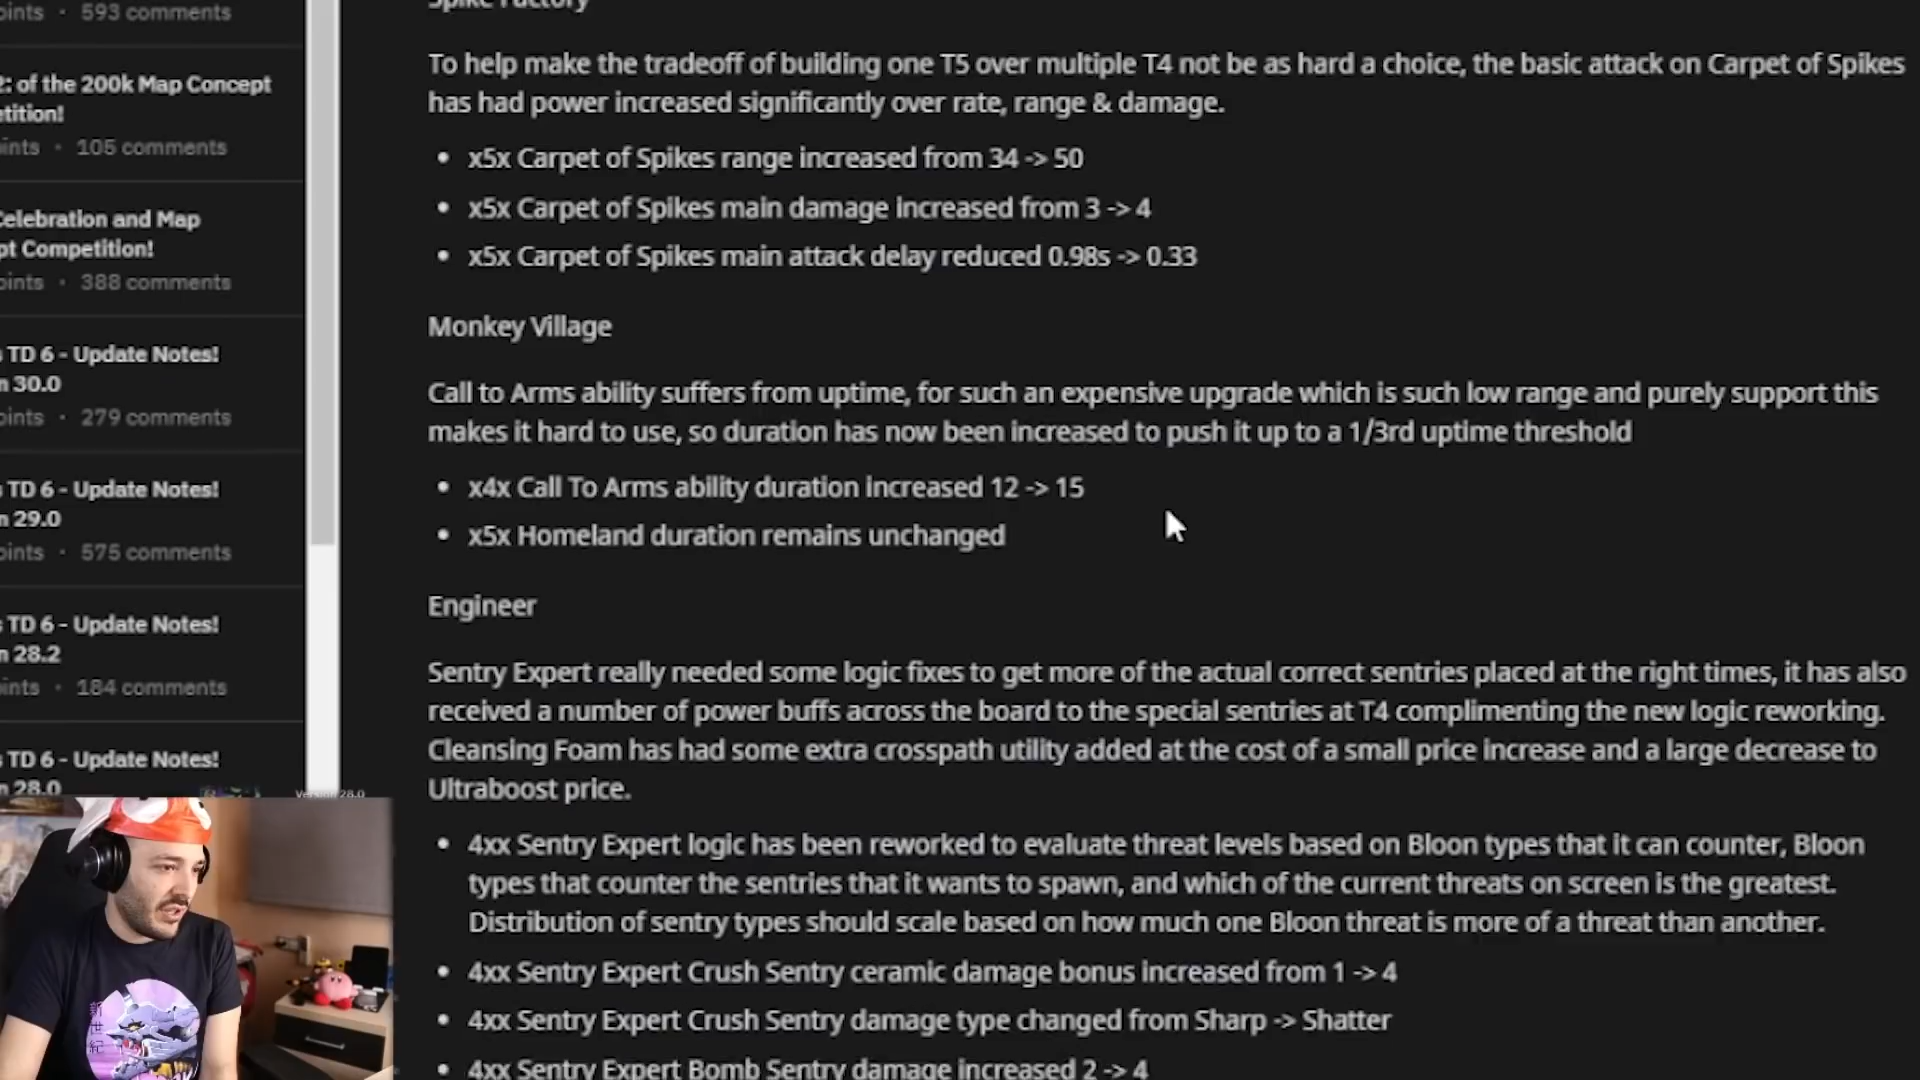 oints · 593 comments
2: of the 200k Map Concept
etition!
oints · 105 comments
Celebration and Map
pt Competition!
oints · 388 comments
s TD 6 - Update Notes!
n 30.0
oints · 279 comments
s TD 6 - Update Notes!
n 29.0
oints · 575 comments
s TD 6 - Update Notes!
n 28.2
oints · 184 comments
s TD 6 - Update Notes!
n 28.0
Version 28.0
Spike Factory
To help make the tradeoff of building one T5 over multiple T4 not be as hard a choice, the basic attack on Carpet of Spikes
has had power increased significantly over rate, range & damage.
• x5x Carpet of Spikes range increased from 34 -> 50
• x5x Carpet of Spikes main damage increased from 3 -> 4
• x5x Carpet of Spikes main attack delay reduced 0.98s -> 0.33
Monkey Village
Call to Arms ability suffers from uptime, for such an expensive upgrade which is such low range and purely support this
makes it hard to use, so duration has now been increased to push it up to a 1/3rd uptime threshold
• x4x Call To Arms ability duration increased 12 -> 15
• x5x Homeland duration remains unchanged
Engineer
Sentry Expert really needed some logic fixes to get more of the actual correct sentries placed at the right times, it has also
received a number of power buffs across the board to the special sentries at T4 complimenting the new logic reworking.
Cleansing Foam has had some extra crosspath utility added at the cost of a small price increase and a large decrease to
Ultraboost price.
• 4xx Sentry Expert logic has been reworked to evaluate threat levels based on Bloon types that it can counter, Bloon
types that counter the sentries that it wants to spawn, and which of the current threats on screen is the greatest.
Distribution of sentry types should scale based on how much one Bloon threat is more of a threat than another.
• 4xx Sentry Expert Crush Sentry ceramic damage bonus increased from 1 -> 4
• 4xx Sentry Expert Crush Sentry damage type changed from Sharp -> Shatter
• 4xx Sentry Expert Bomb Sentry damage increased 2 -> 4
新世紀